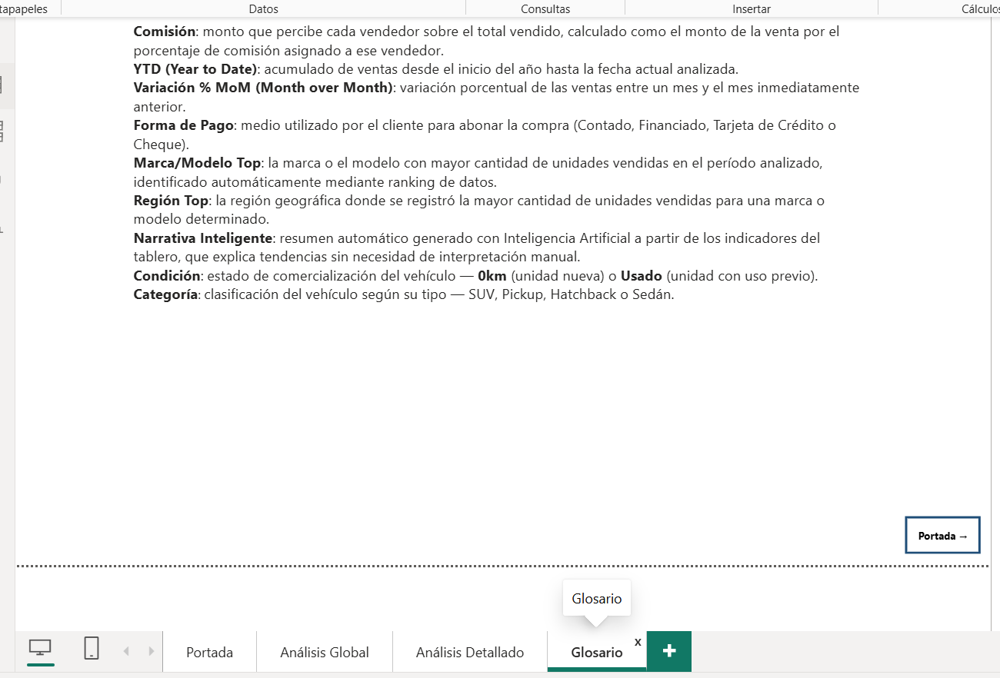 tapapeles
Datos
Consultas
Insertar
Cálculos
Comisión: monto que percibe cada vendedor sobre el total vendido, calculado como el monto de la venta por el
porcentaje de comisión asignado a ese vendedor.
YTD (Year to Date): acumulado de ventas desde el inicio del año hasta la fecha actual analizada.
Variación % MoM (Month over Month): variación porcentual de las ventas entre un mes y el mes inmediatamente
anterior.
Forma de Pago: medio utilizado por el cliente para abonar la compra (Contado, Financiado, Tarjeta de Crédito o
Cheque).
Marca/Modelo Top: la marca o el modelo con mayor cantidad de unidades vendidas en el período analizado,
identificado automáticamente mediante ranking de datos.
Región Top: la región geográfica donde se registró la mayor cantidad de unidades vendidas para una marca o
modelo determinado.
Narrativa Inteligente: resumen automático generado con Inteligencia Artificial a partir de los indicadores del
tablero, que explica tendencias sin necesidad de interpretación manual.
Condición: estado de comercialización del vehículo — 0km (unidad nueva) o Usado (unidad con uso previo).
Categoría: clasificación del vehículo según su tipo — SUV, Pickup, Hatchback o Sedán.
Portada →
Glosario
Portada
Análisis Global
Análisis Detallado
Glosario
x
+